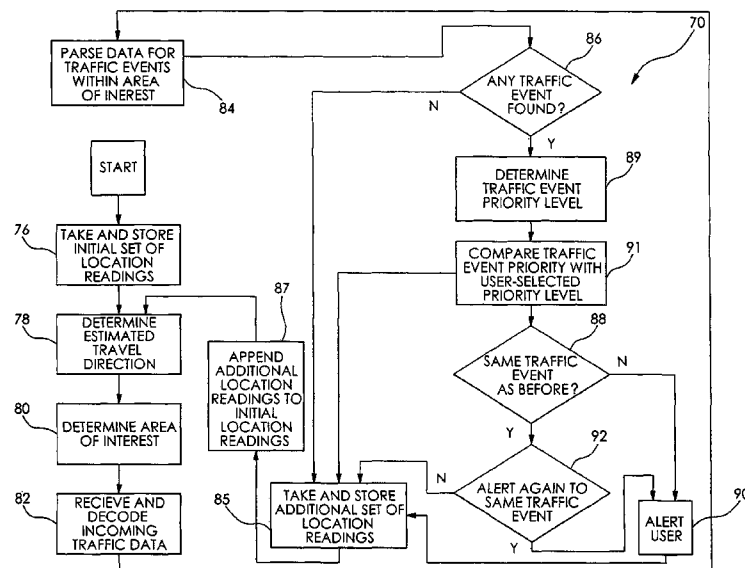 PARSE DATA FOR
TRAFFIC EVENTS
WITHIN AREA
OF INEREST
84
86
70
ANY TRAFFIC
EVENT
FOUND?
N
Y
START
DETERMINE
TRAFFIC EVENT
PRIORITY LEVEL
89
76
TAKE AND STORE
INITIAL SET OF
LOCATION
READINGS
COMPARE TRAFFIC
EVENT PRIORITY WITH
USER-SELECTED
PRIORITY LEVEL
91
87
78
DETERMINE
ESTIMATED
TRAVEL
DIRECTION
APPEND
ADDITIONAL
LOCATION
READINGS TO
INITIAL
LOCATION
READINGS
88
SAME TRAFFIC
EVENT
AS BEFORE?
N
Y
80
DETERMINE AREA
OF INTEREST
92
82
RECIEVE AND
DECODE
INCOMING
TRAFFIC DATA
85
TAKE AND STORE
ADDITIONAL SET OF
LOCATION
READINGS
N
ALERT AGAIN TO
SAME TRAFFIC
EVENT
Y
ALERT
USER
90